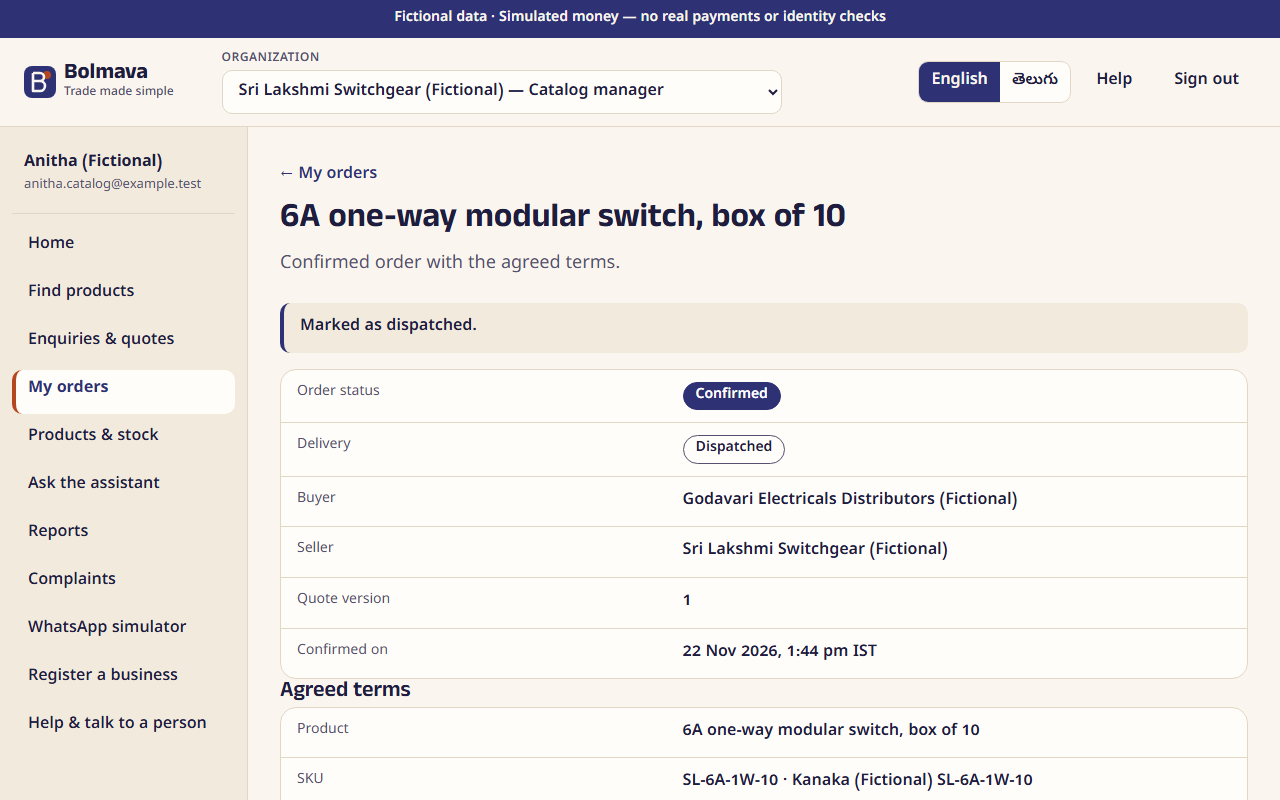 Fictional data · Simulated money — no real payments or identity checks
B
Bolmava
Trade made simple
ORGANIZATION
Sri Lakshmi Switchgear (Fictional) — Catalog manager
English
తెలుగు
Help
Sign out
Anitha (Fictional)
anitha.catalog@example.test
Home
Find products
Enquiries & quotes
My orders
Products & stock
Ask the assistant
Reports
Complaints
WhatsApp simulator
Register a business
Help & talk to a person
← My orders
6A one-way modular switch, box of 10
Confirmed order with the agreed terms.
Marked as dispatched.
Order status Confirmed
Delivery Dispatched
Buyer Godavari Electricals Distributors (Fictional)
Seller Sri Lakshmi Switchgear (Fictional)
Quote version 1
Confirmed on 22 Nov 2026, 1:44 pm IST
Agreed terms
Product 6A one-way modular switch, box of 10
SKU SL-6A-1W-10 · Kanaka (Fictional) SL-6A-1W-10